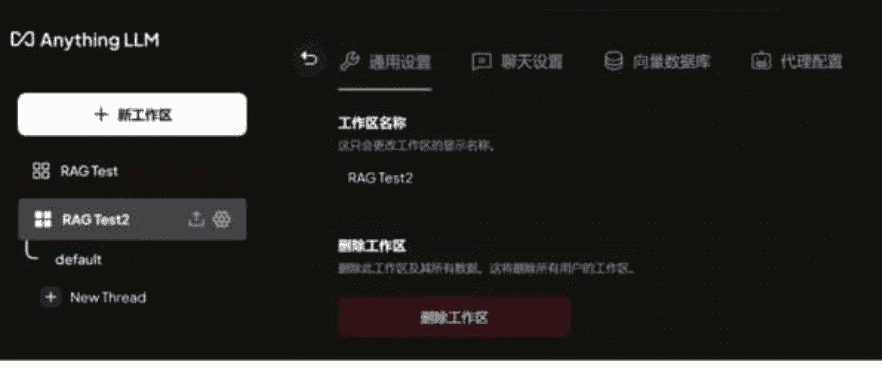 Anything LLM
通用设置 聊天设置 向量数据库 代理配置
+ 新工作区
工作区名称
这只会更改工作区的显示名称。
RAG Test
RAG Test2
RAG Test2
default
删除工作区
删除此工作区及其所有数据。这将删除所有用户的工作区。
+ New Thread
删除工作区